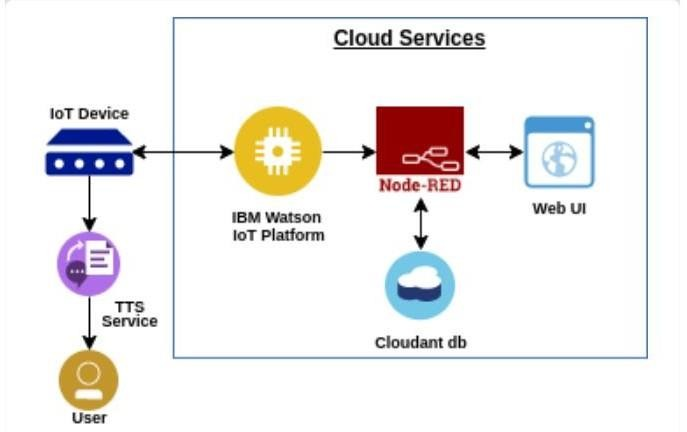 Cloud Services
IoT Device
Node-RED
IBM Watson
IoT Platform
Web UI
TTS
Service
Cloudant db
User